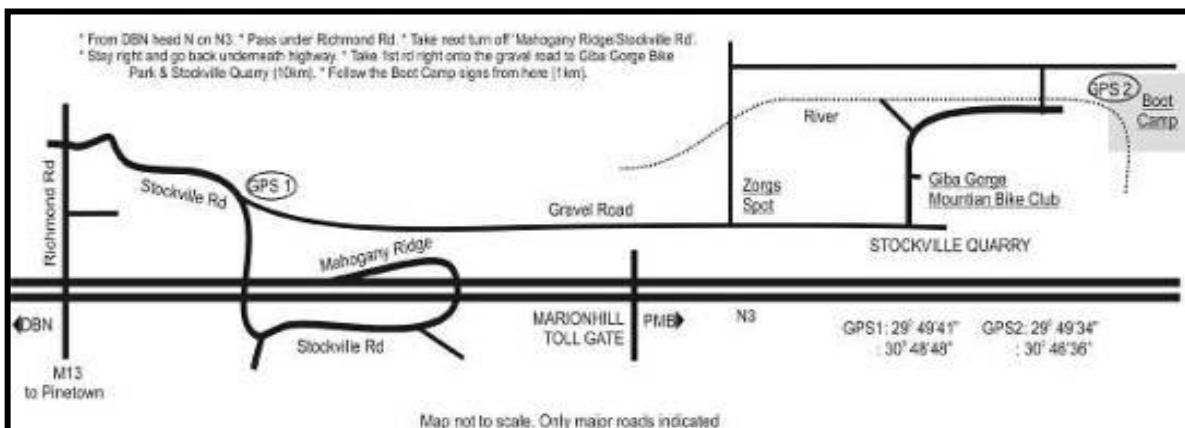 * From DBN head N on N3. * Pass under Richmond Rd. * Take next turn off 'Mahogany Ridge/Stockville Rd'.
* Stay right and go back underneath highway. * Take 1st rd right onto the gravel road to Giba Gorge Bike
Park & Stockville Quarry (10km). * Follow the Boot Camp signs from here (1km).
GPS 2
Boot
Camp
River
Richmond Rd
Stockville Rd
GPS 1
Zorgs
Spot
Giba Gorge
Mountian Bike Club
Gravel Road
Mahogany Ridge
STOCKVILLE QUARRY
DBN
Stockville Rd
MARIONHILL
TOLL GATE
PMB
N3
GPS1: 29° 49'41"
: 30° 48'48"
GPS2: 29° 49'34"
: 30° 46'36"
M13
to Pinetown
Map not to scale. Only major roads indicated